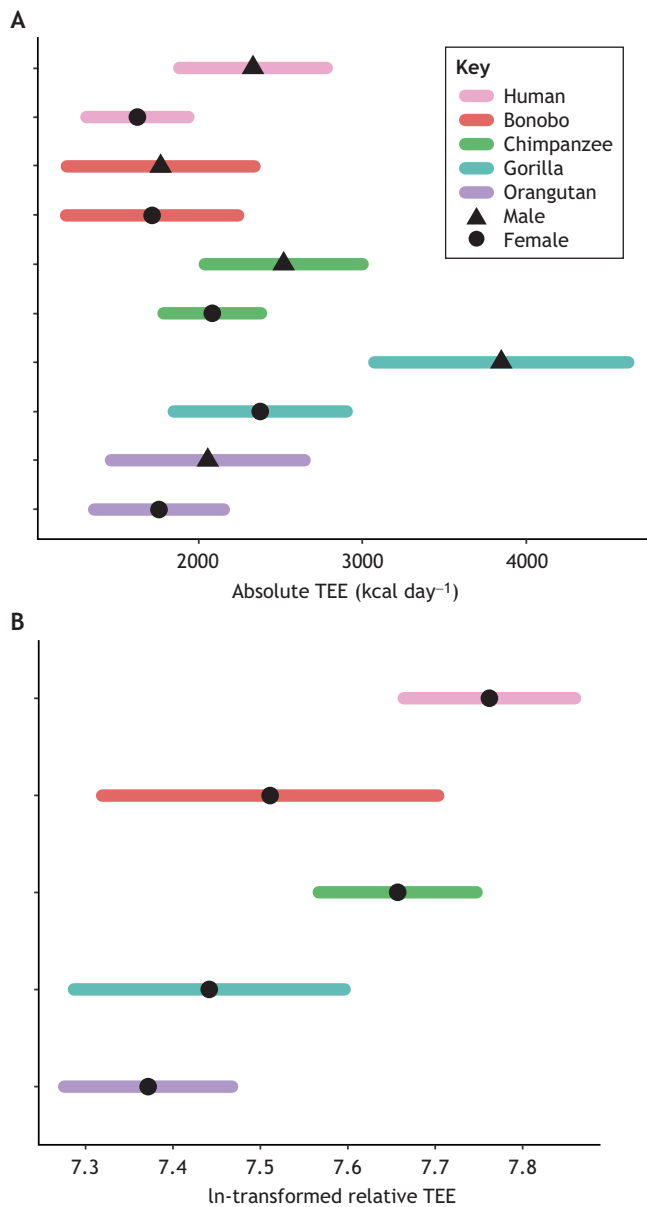 A
Key
Human
Bonobo
Chimpanzee
Gorilla
Orangutan
Male
Female
2000 3000 4000
Absolute TEE (kcal day⁻¹)
B
7.3 7.4 7.5 7.6 7.7 7.8
ln-transformed relative TEE